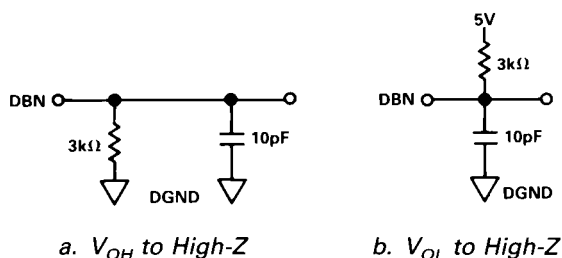 5V
3kΩ
DBN
3kΩ
10pF
DGND
DBN
10pF
DGND
a. VOH to High-Z
b. VOL to High-Z